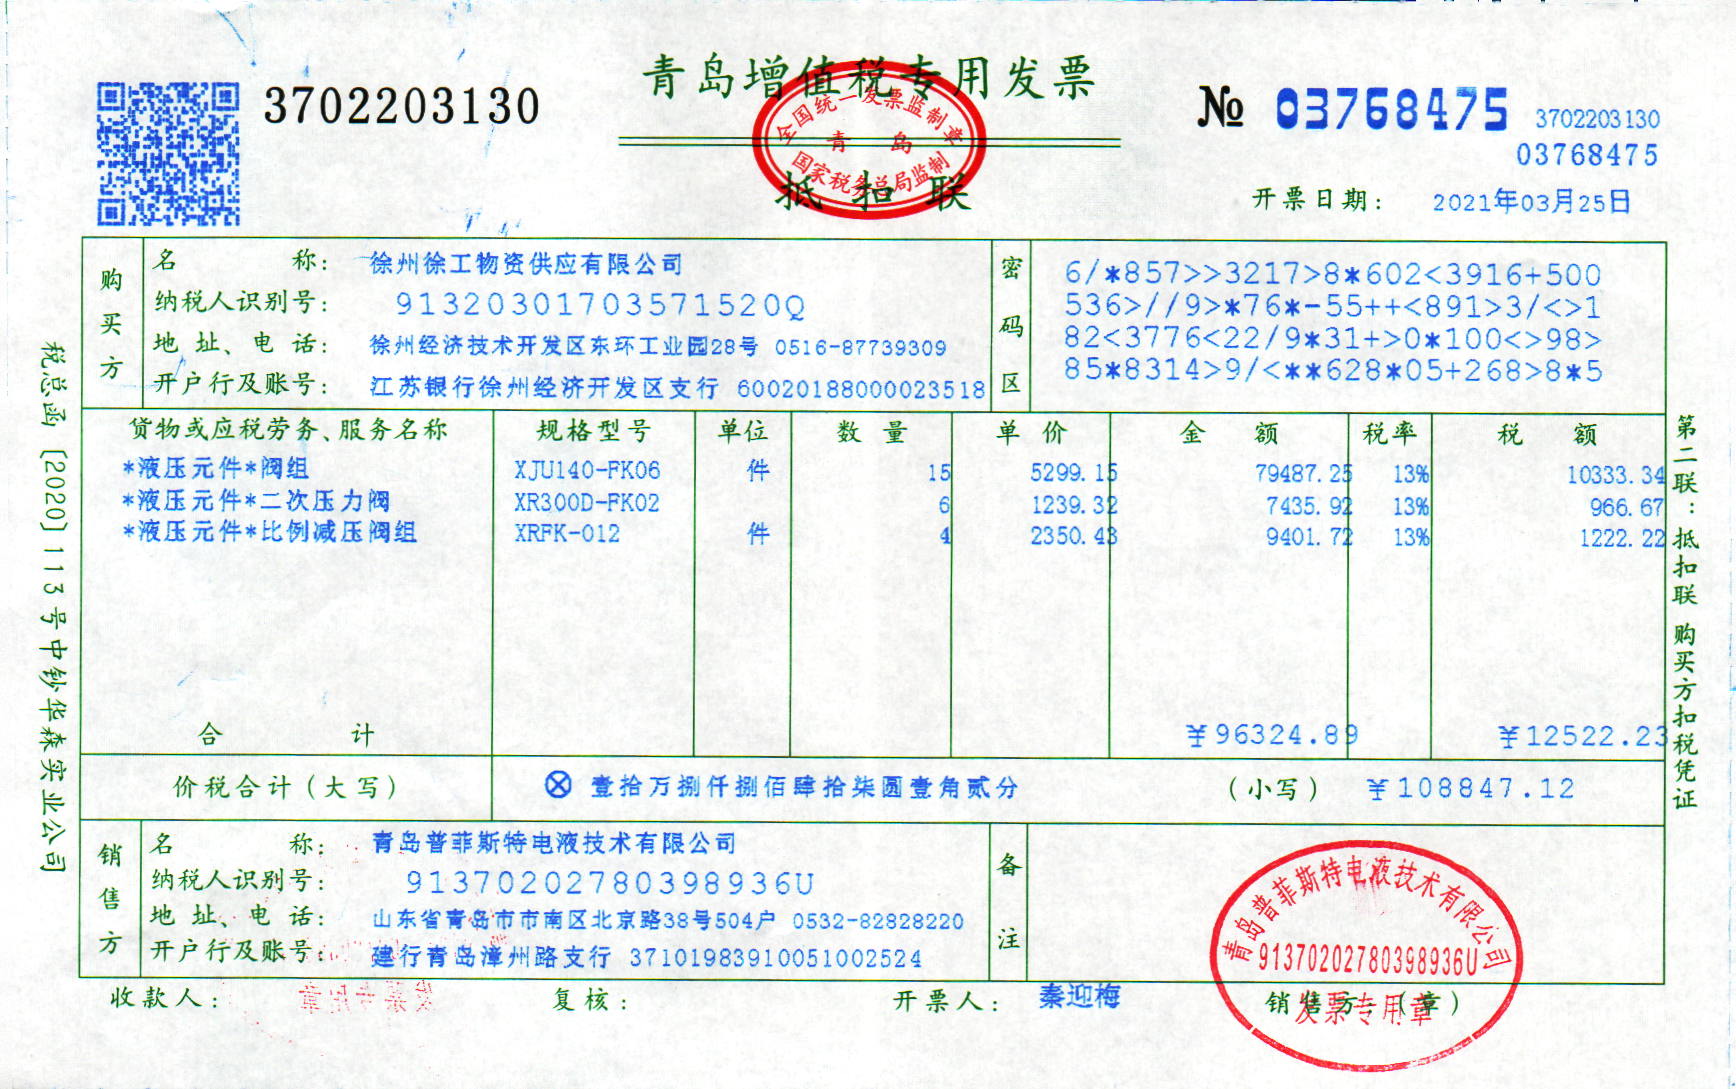 3702203130
青岛增值税专用发票
全国统一发票监制章
青 岛
国家税务总局监制
抵扣联
№ 03768475
3702203130
03768475
开票日期: 2021年03月25日
购买方
名 称: 徐州徐工物资供应有限公司
纳税人识别号: 91320301703571520Q
地 址、电 话: 徐州经济技术开发区东环工业园28号 0516-87739309
开户行及账号: 江苏银行徐州经济开发区支行 60020188000023518
密码区
6/*857>>3217>8*602<3916+500
536>//9>*76*-55++<891>3/<>1
82<3776<22/9*31+>0*100<>98>
85*8314>9/<**628*05+268>8*5
货物或应税劳务、服务名称 规格型号 单位 数 量 单 价 金 额 税率 税 额
*液压元件*阀组 XJU140-FK06 件 15 5299.15 79487.25 13% 10333.34
*液压元件*二次压力阀 XR300D-FK02 6 1239.32 7435.92 13% 966.67
*液压元件*比例减压阀组 XRFK-012 件 4 2350.43 9401.72 13% 1222.22
合 计 ¥96324.89 ¥12522.23
价税合计(大写) ⊗ 壹拾万捌仟捌佰肆拾柒圆壹角贰分 (小写) ¥108847.12
销售方
名 称: 青岛普菲斯特电液技术有限公司
纳税人识别号: 91370202780398936U
地 址、电 话: 山东省青岛市市南区北京路38号504户 0532-82828220
开户行及账号: 建行青岛漳州路支行 37101983910051002524
备注
收款人: 复核: 开票人: 秦迎梅 销售方:(章)
青岛普菲斯特电液技术有限公司
91370202780398936U
发票专用章
税总函[2020]113号中钞华森实业公司
第二联:抵扣联 购买方扣税凭证